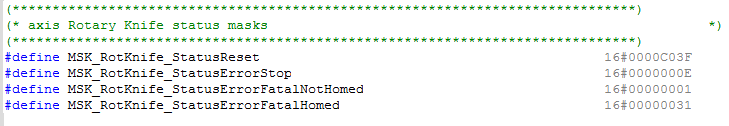 (*******************************************************************************)
(* axis Rotary Knife status masks *)
(*******************************************************************************)
#define MSK_RotKnife_StatusReset 16#0000C03F
#define MSK_RotKnife_StatusErrorStop 16#0000000E
#define MSK_RotKnife_StatusErrorFatalNotHomed 16#00000001
#define MSK_RotKnife_StatusErrorFatalHomed 16#00000031